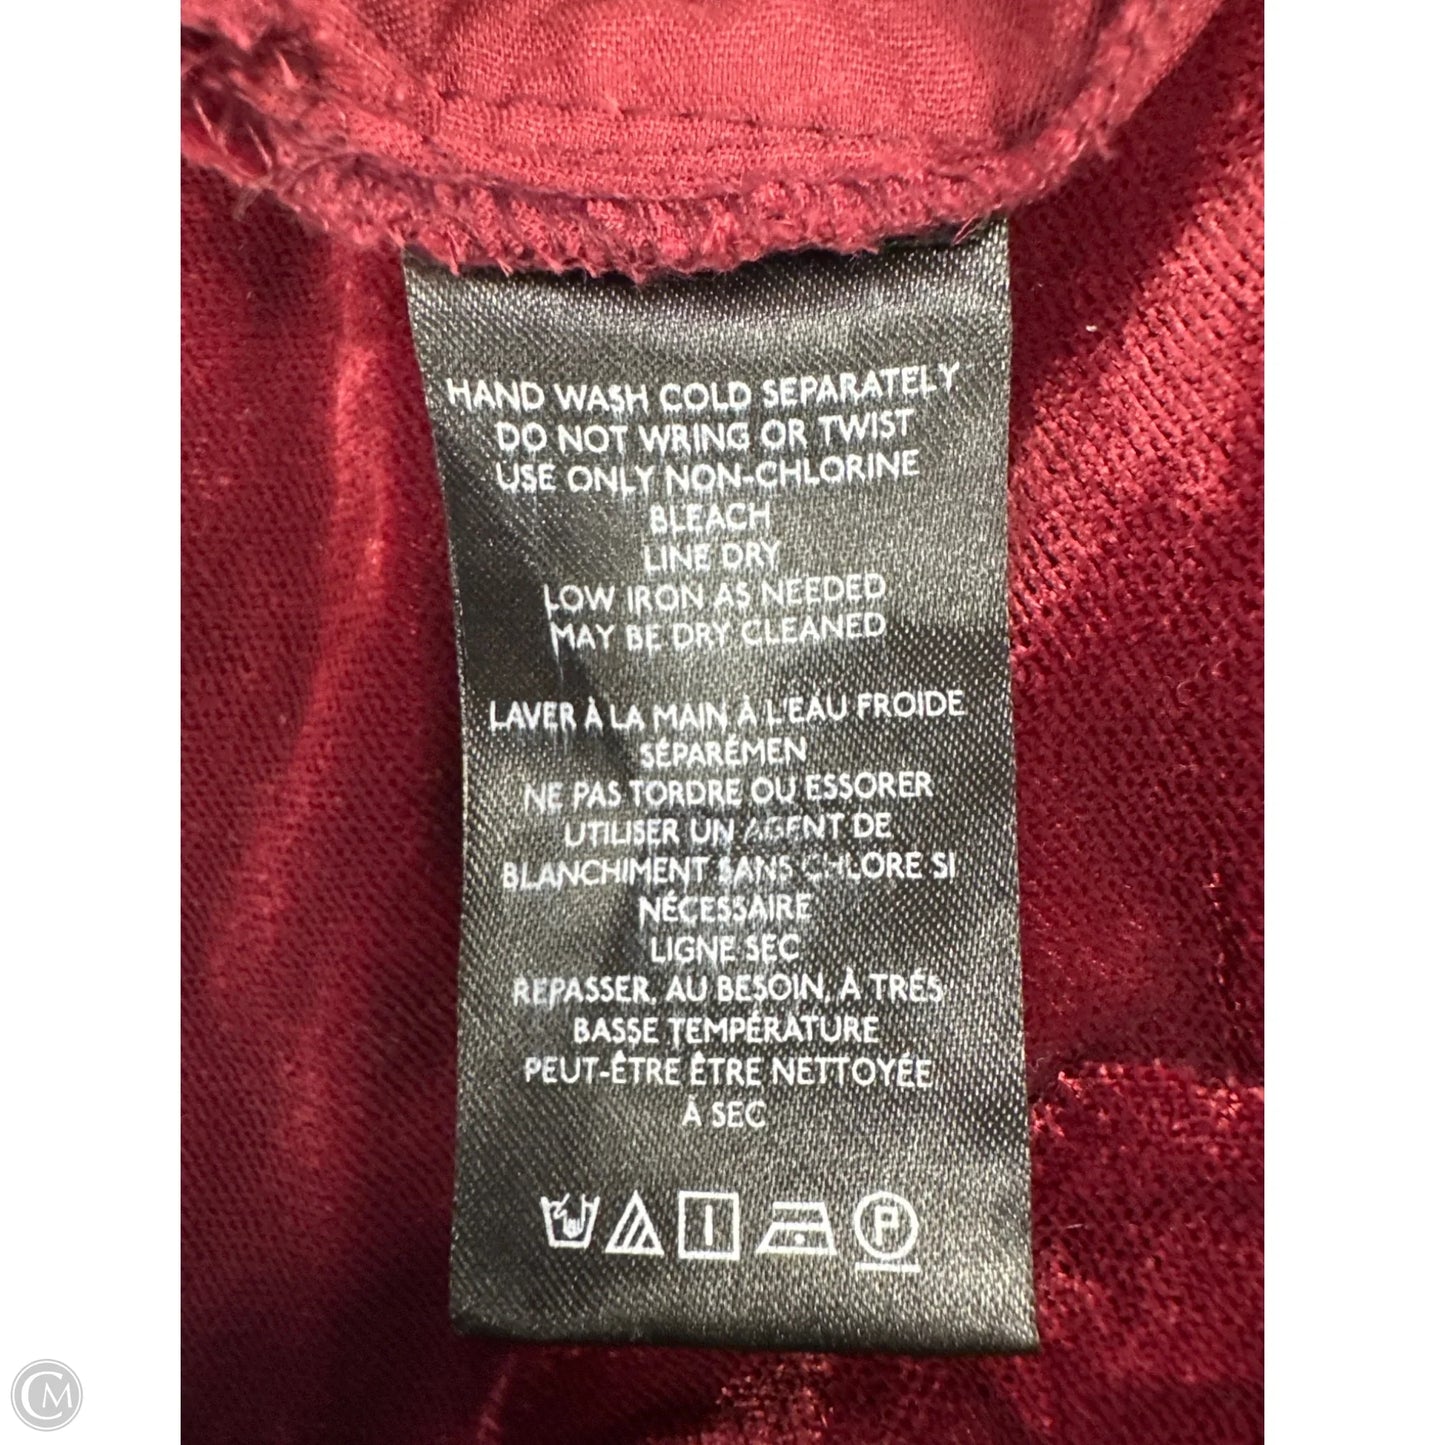 HAND WASH COLD SEPARATELY
DO NOT WRING OR TWIST
USE ONLY NON-CHLORINE
BLEACH
LINE DRY
LOW IRON AS NEEDED
MAY BE DRY CLEANED
LAVER À LA MAIN À L'EAU FROIDE
SÉPARÉMEN
NE PAS TORDRE OU ESSORER
UTILISER UN AGENT DE
BLANCHIMENT SANS CHLORE SI
NÉCESSAIRE
LIGNE SEC
REPASSER, AU BESOIN, À TRÉS
BASSE TEMPÉRATURE
PEUT-ÊTRE ÊTRE NETTOYÉE
À SEC
P
CM